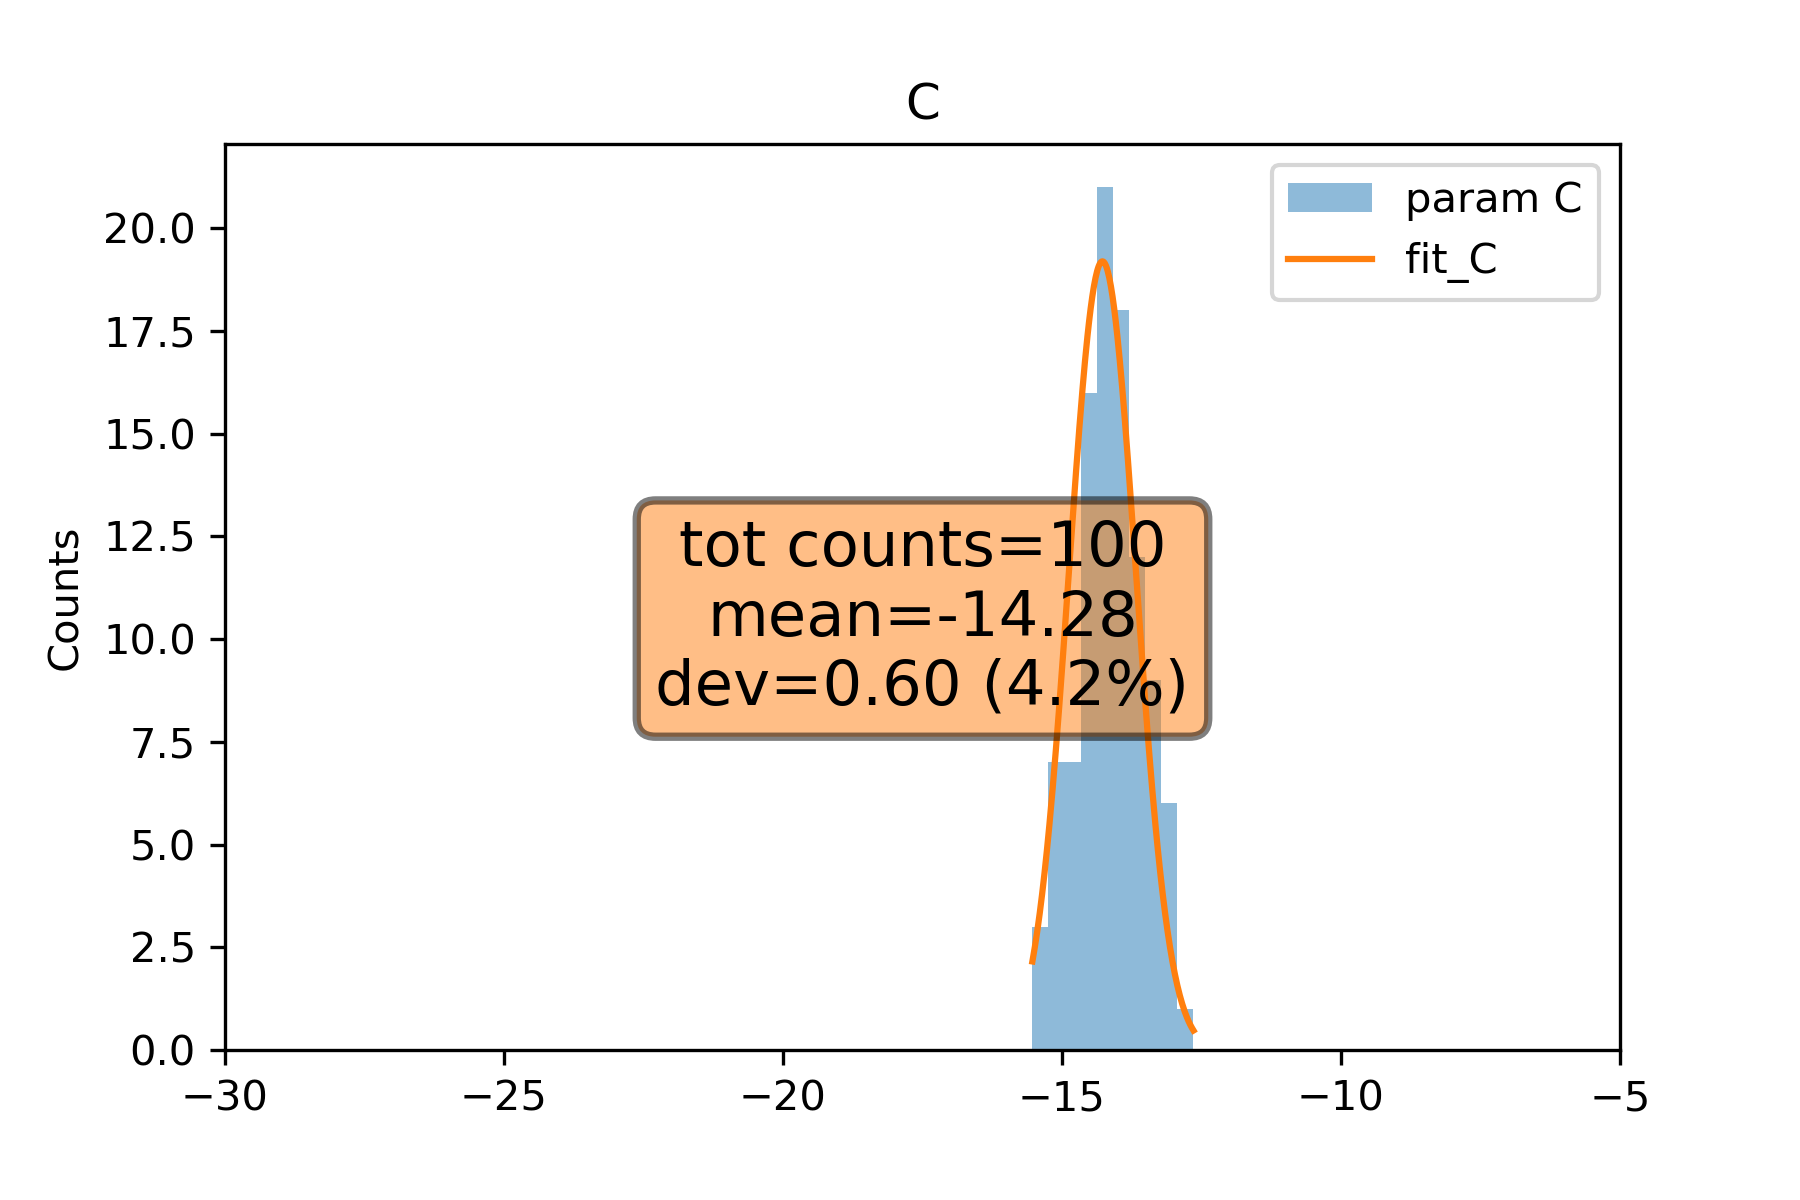 C
param C
fit_C
Counts
20.0
17.5
15.0
12.5
10.0
7.5
5.0
2.5
0.0
tot counts=100
mean=-14.28
dev=0.60 (4.2%)
−30 −25 −20 −15 −10 −5